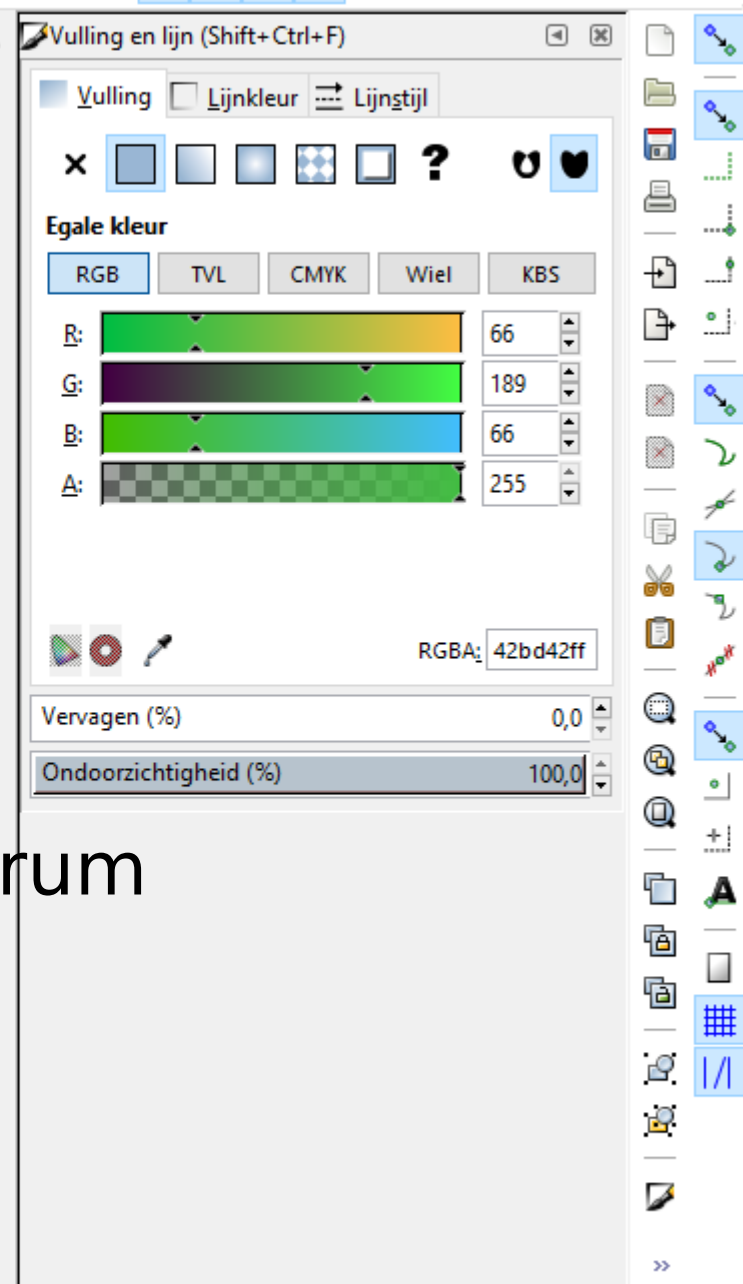 Vulling en lijn (Shift+Ctrl+F)
Vulling Lijnkleur Lijnstijl
?
Egale kleur
RGB TVL CMYK Wiel KBS
R: 66
G: 189
B: 66
A: 255
RGBA: 42bd42ff
Vervagen (%) 0,0
Ondoorzichtigheid (%) 100,0
rum